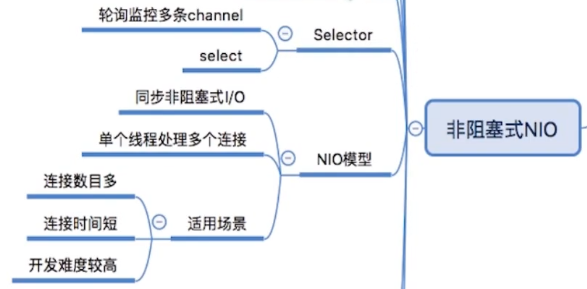 轮询监控多条channel
select
Selector
同步非阻塞式I/O
单个线程处理多个连接
NIO模型
非阻塞式NIO
连接数目多
连接时间短
适用场景
开发难度较高